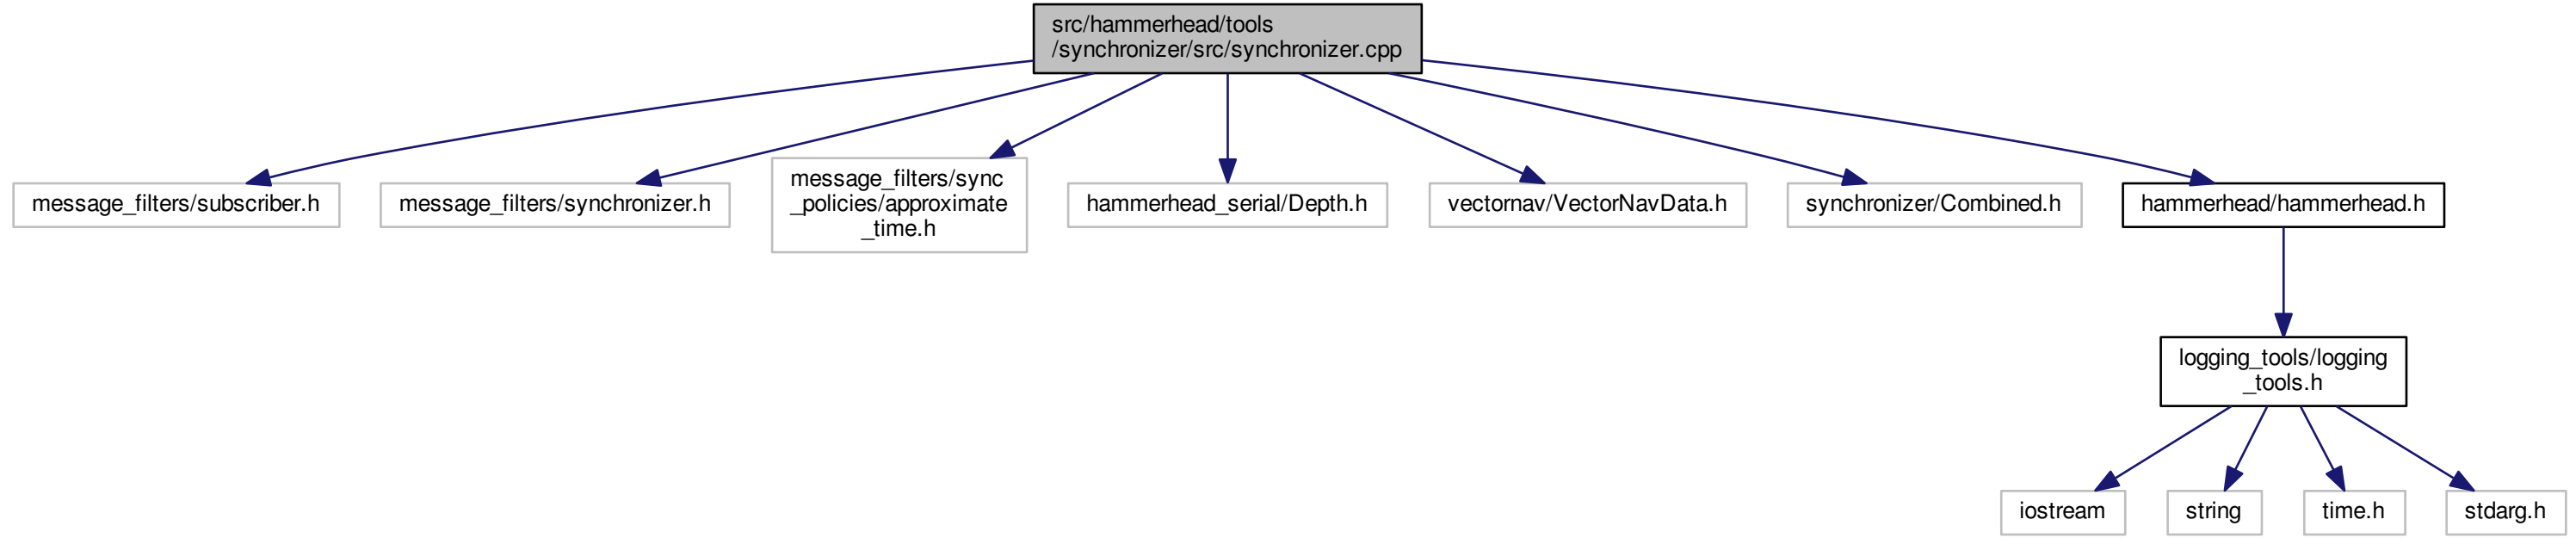 src/hammerhead/tools
/synchronizer/src/synchronizer.cpp
message_filters/subscriber.h
message_filters/synchronizer.h
message_filters/sync
_policies/approximate
_time.h
hammerhead_serial/Depth.h
vectornav/VectorNavData.h
synchronizer/Combined.h
hammerhead/hammerhead.h
logging_tools/logging
_tools.h
iostream
string
time.h
stdarg.h